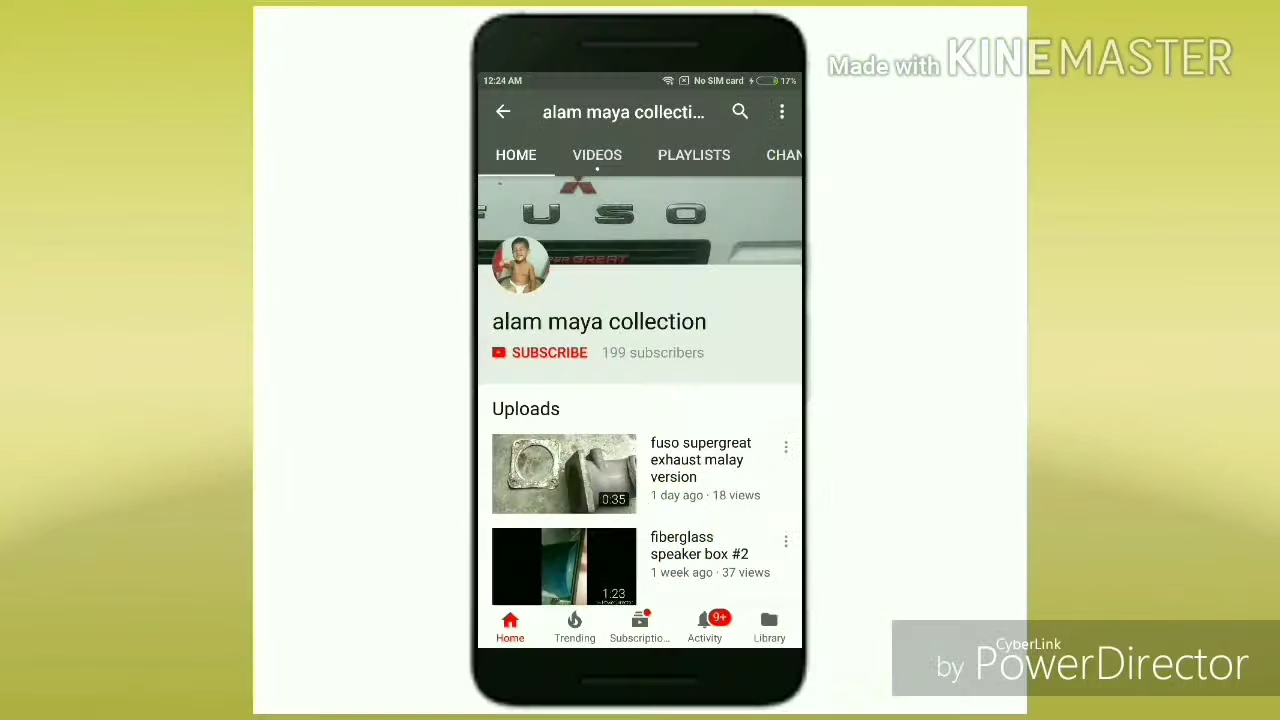 Made with KINEMASTER
12:24 AM No SIM card 17%
alam maya collecti...
HOME VIDEOS PLAYLISTS CHAN
FUSO
SUPER GREAT
alam maya collection
SUBSCRIBE 199 subscribers
Uploads
fuso supergreat
exhaust malay
version
0:35
1 day ago · 18 views
fiberglass
speaker box #2
1 week ago · 37 views
1:23
9+
Home Trending Subscriptio... Activity Library
CyberLink
by PowerDirector